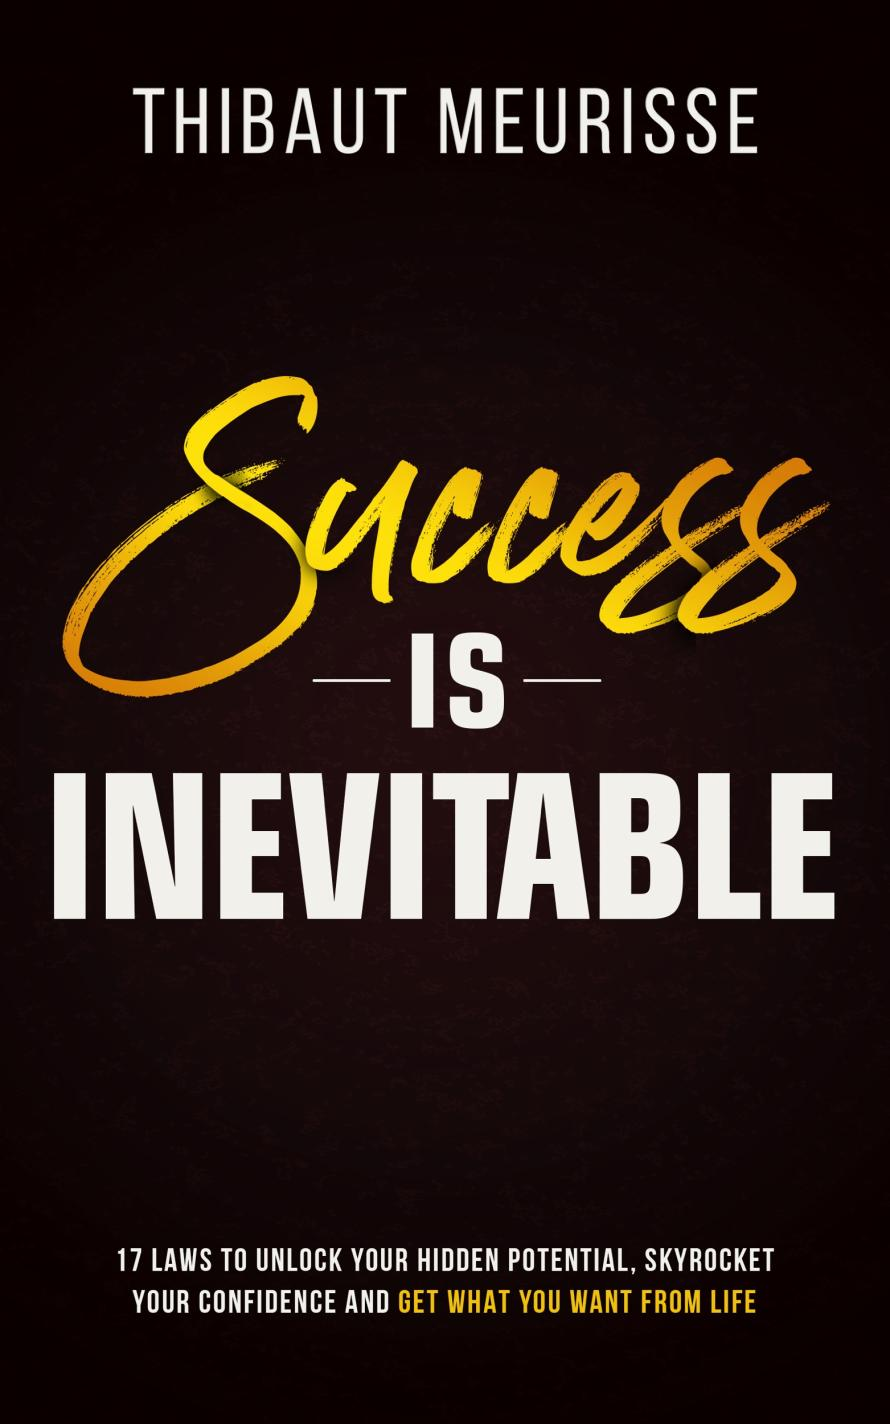 THIBAUT MEURISSE
Success
IS
INEVITABLE
17 LAWS TO UNLOCK YOUR HIDDEN POTENTIAL, SKYROCKET
YOUR CONFIDENCE AND GET WHAT YOU WANT FROM LIFE